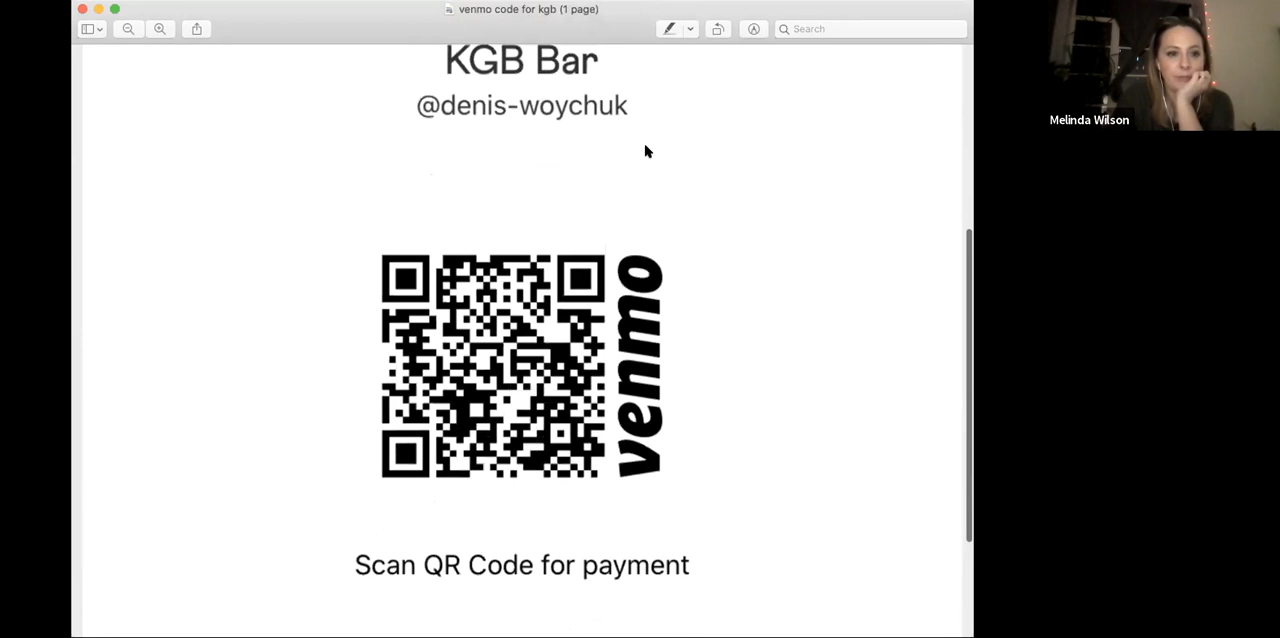 venmo code for kgb (1 page)
Search
KGB Bar
@denis-woychuk
venmo
Scan QR Code for payment
Melinda Wilson